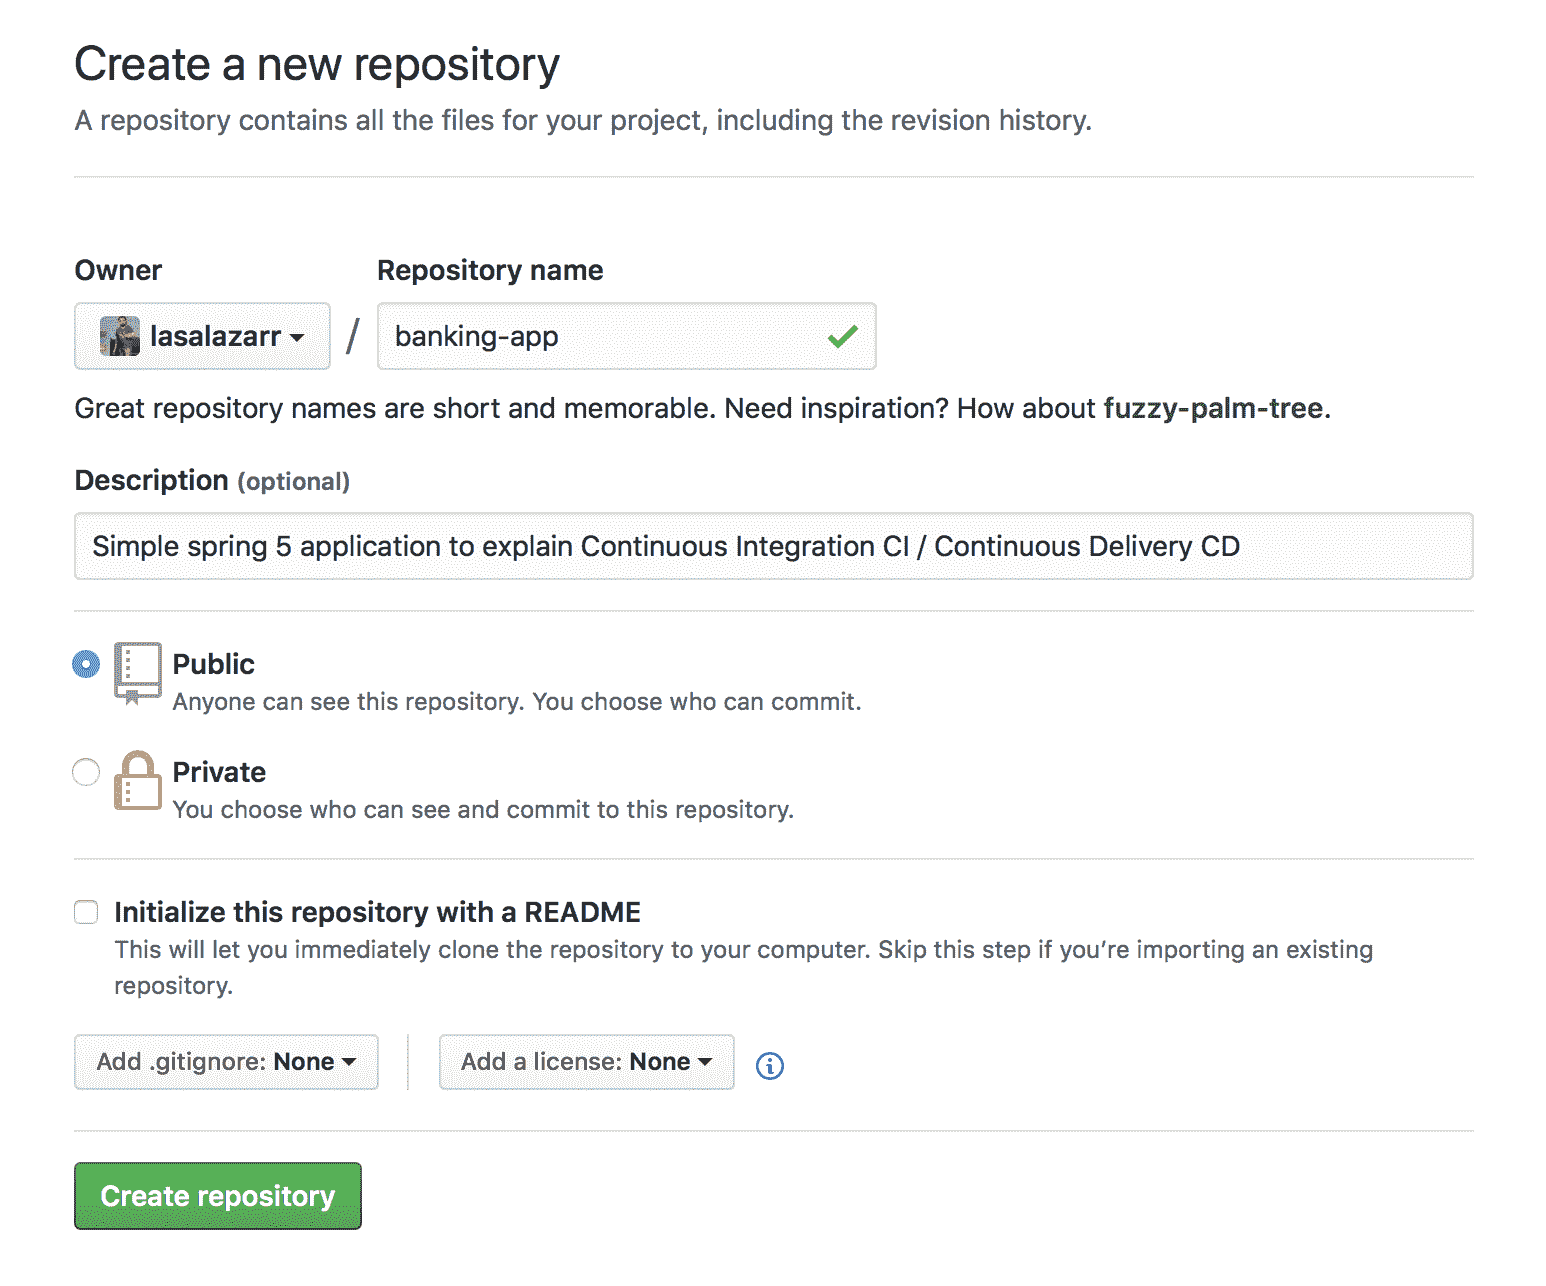 Create a new repository
A repository contains all the files for your project, including the revision history.
Owner
Repository name
lasalazarr / banking-app
Great repository names are short and memorable. Need inspiration? How about fuzzy-palm-tree.
Description (optional)
Simple spring 5 application to explain Continuous Integration CI / Continuous Delivery CD
Public
Anyone can see this repository. You choose who can commit.
Private
You choose who can see and commit to this repository.
Initialize this repository with a README
This will let you immediately clone the repository to your computer. Skip this step if you’re importing an existing
repository.
Add .gitignore: None
Add a license: None
Create repository